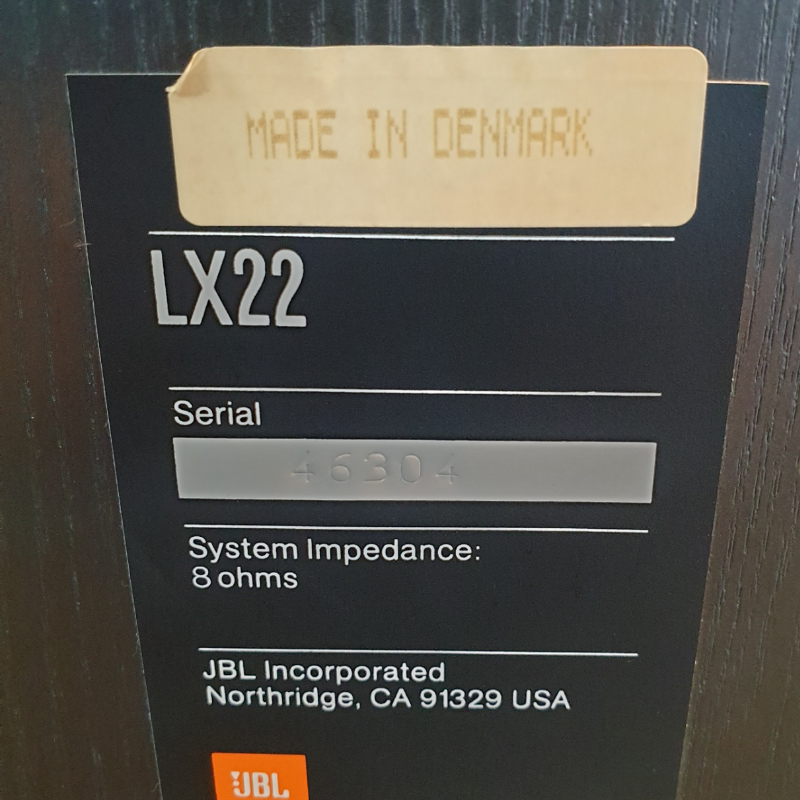 MADE IN DENMARK
LX22
Serial
46304
System Impedance:
8 ohms
JBL Incorporated
Northridge, CA 91329 USA
JBL